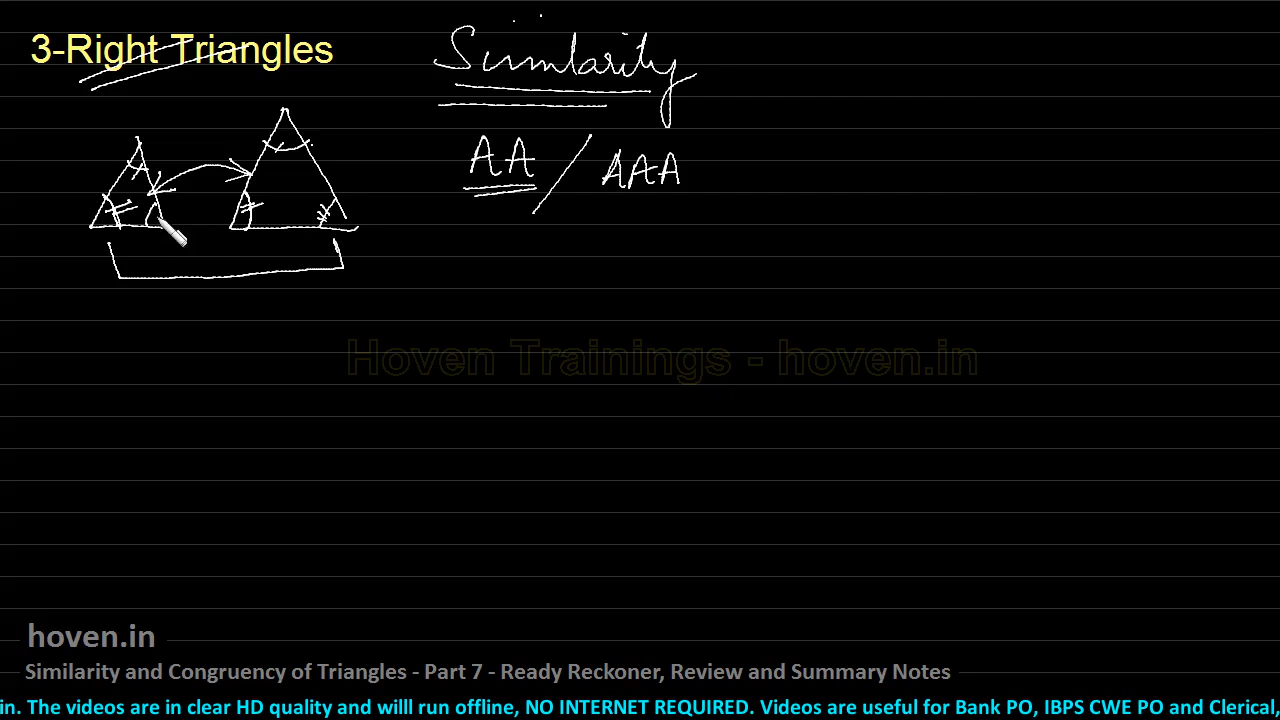 3-Right Triangles
Similarity
AA / AAA
Hoven Trainings - hoven.in
hoven.in
Similarity and Congruency of Triangles - Part 7 - Ready Reckoner, Review and Summary Notes
in. The videos are in clear HD quality and willl run offline, NO INTERNET REQUIRED. Videos are useful for Bank PO, IBPS CWE PO and Clerical,